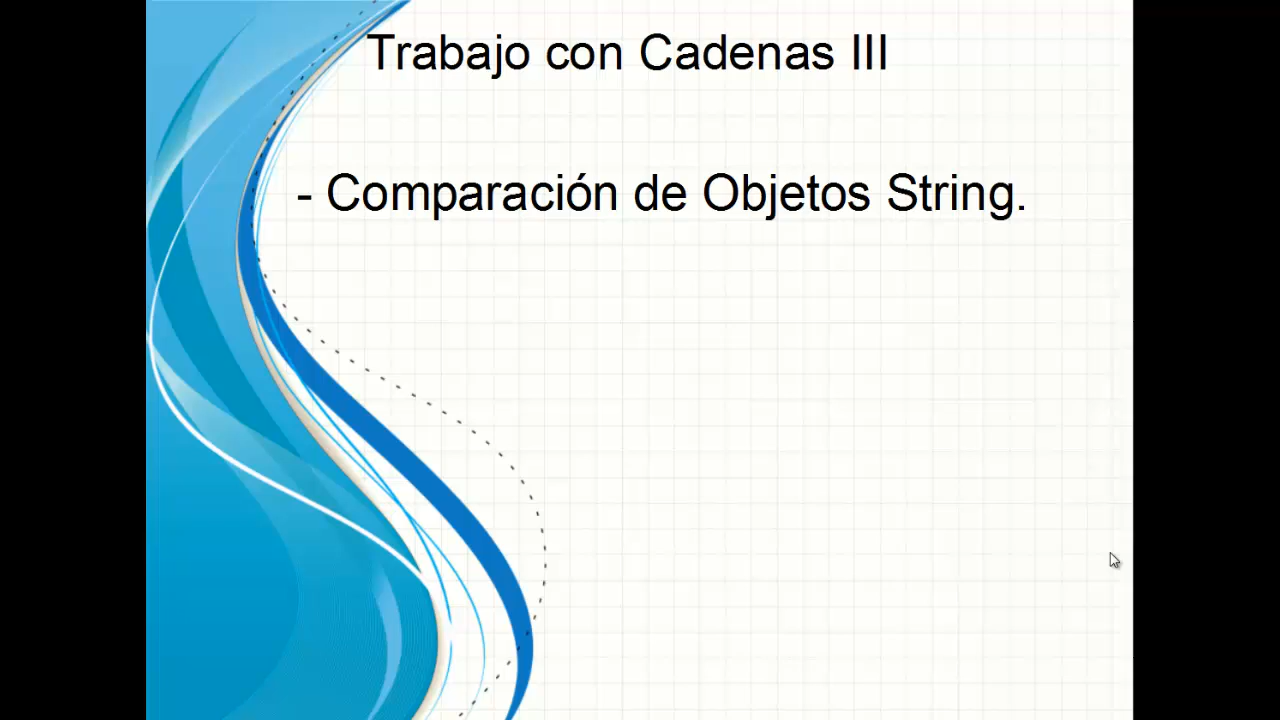 Trabajo con Cadenas III
- Comparación de Objetos String.